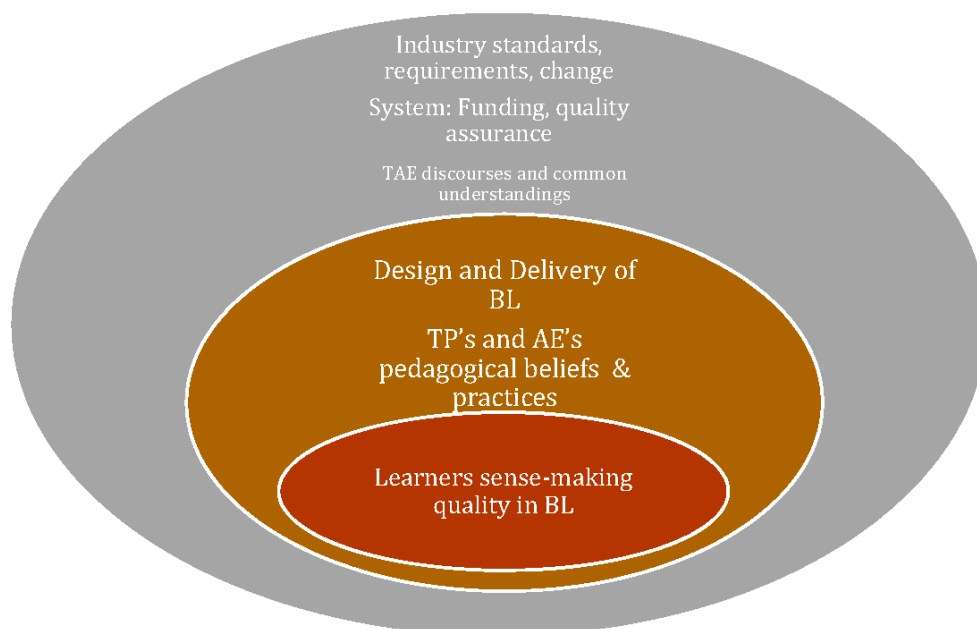 Industry standards,
requirements, change
System: Funding, quality
assurance
TAE discourses and common
understandings
Design and Delivery of
BL
TP’s and AE’s
pedagogical beliefs & 
practices
Learners sense-making
quality in BL